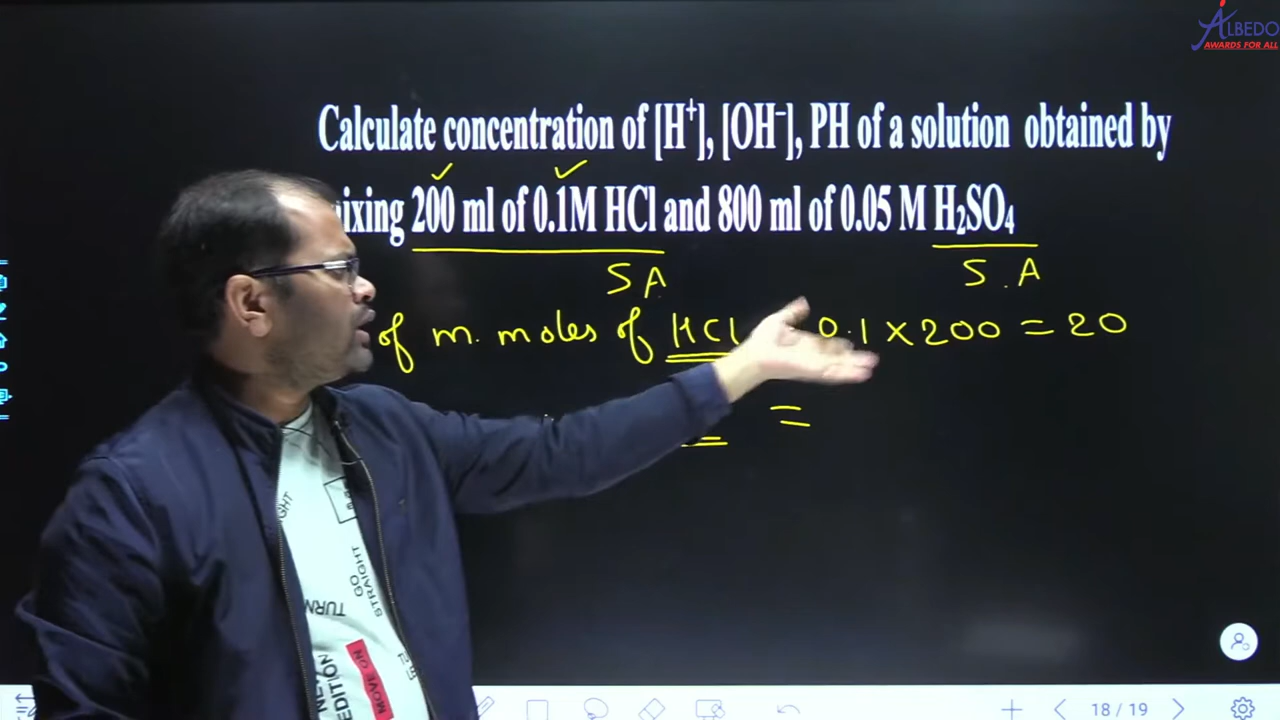 ALBEDO
AWARDS FOR ALL
Calculate concentration of [H⁺], [OH⁻], PH of a solution obtained by
200 ml of 0.1M HCl and 800 ml of 0.05 M H₂SO₄
SA
S.A
of m. moles of HCl 0.1 × 200 = 20
=
GO
STRAIGHT
TURN
EDITION
MOVE ON
18 / 19